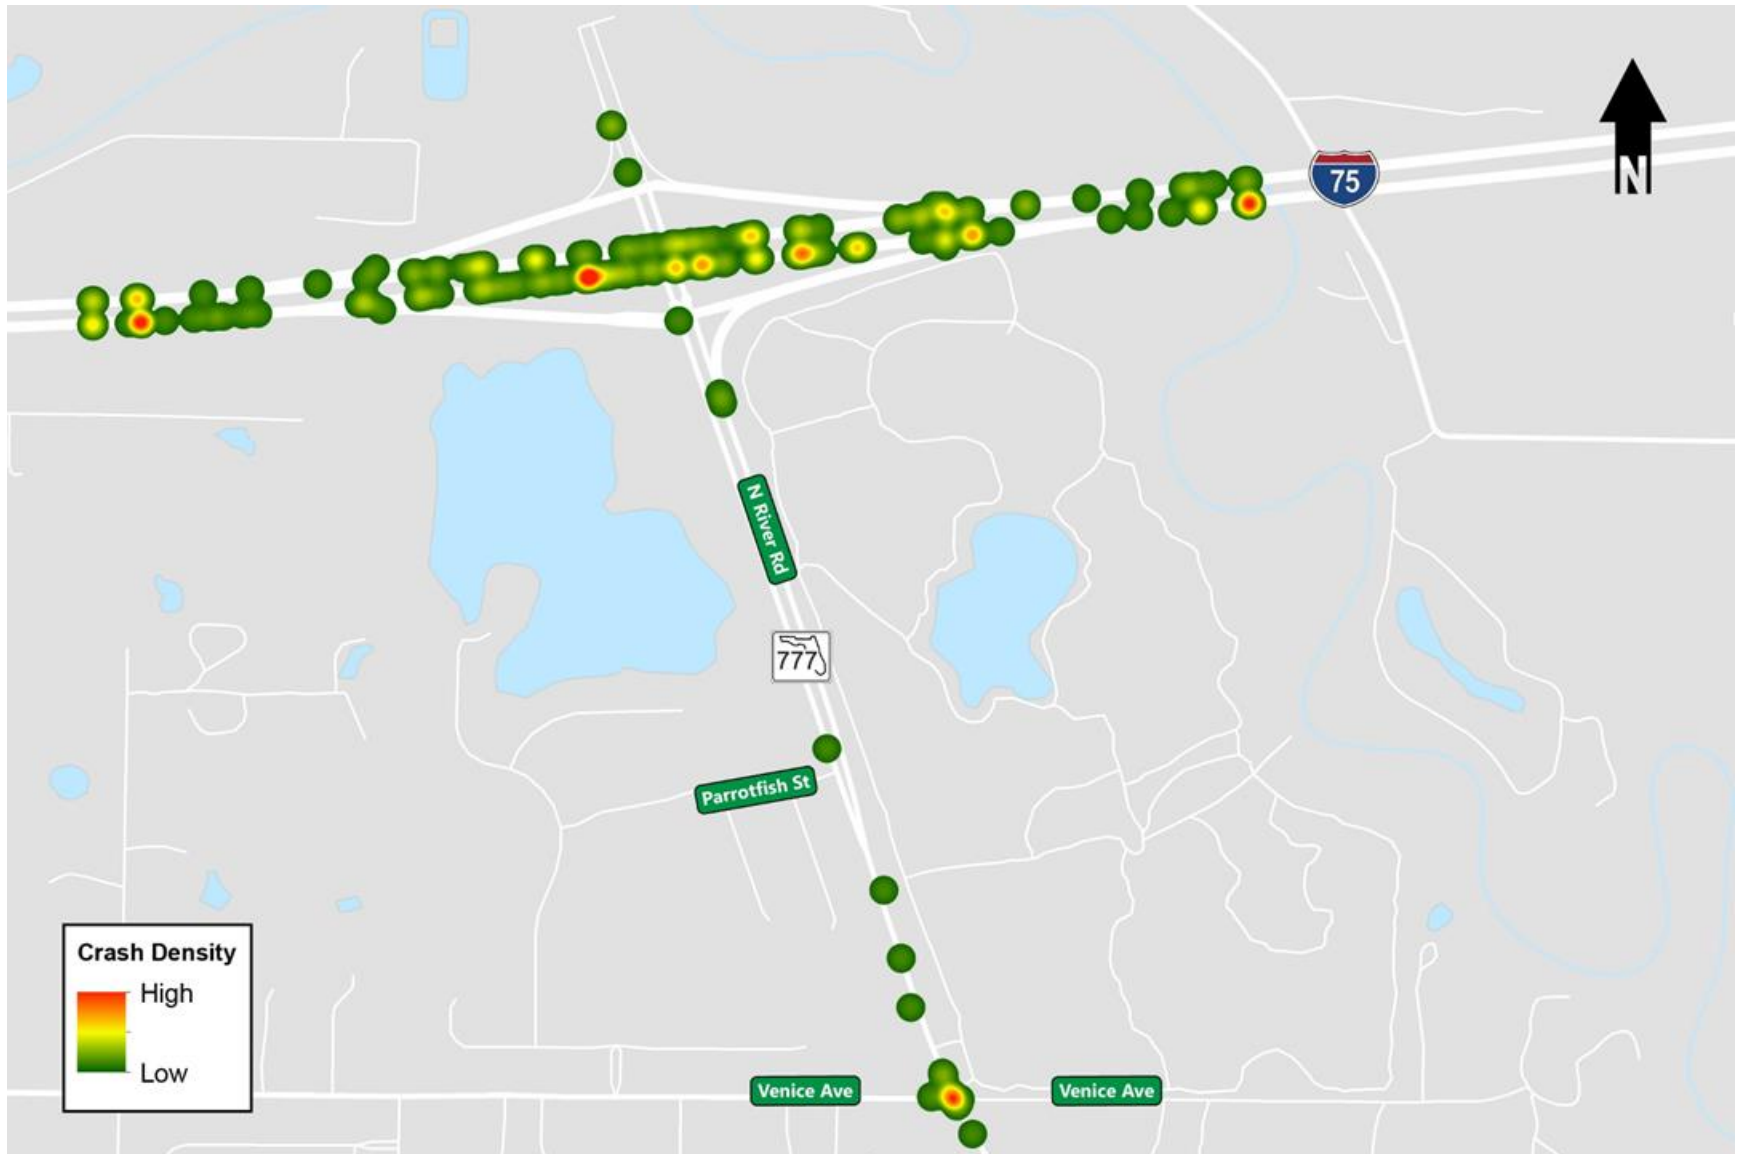 N
75
N River Rd
777
Parrotfish St
Crash Density
High
Low
Venice Ave
Venice Ave